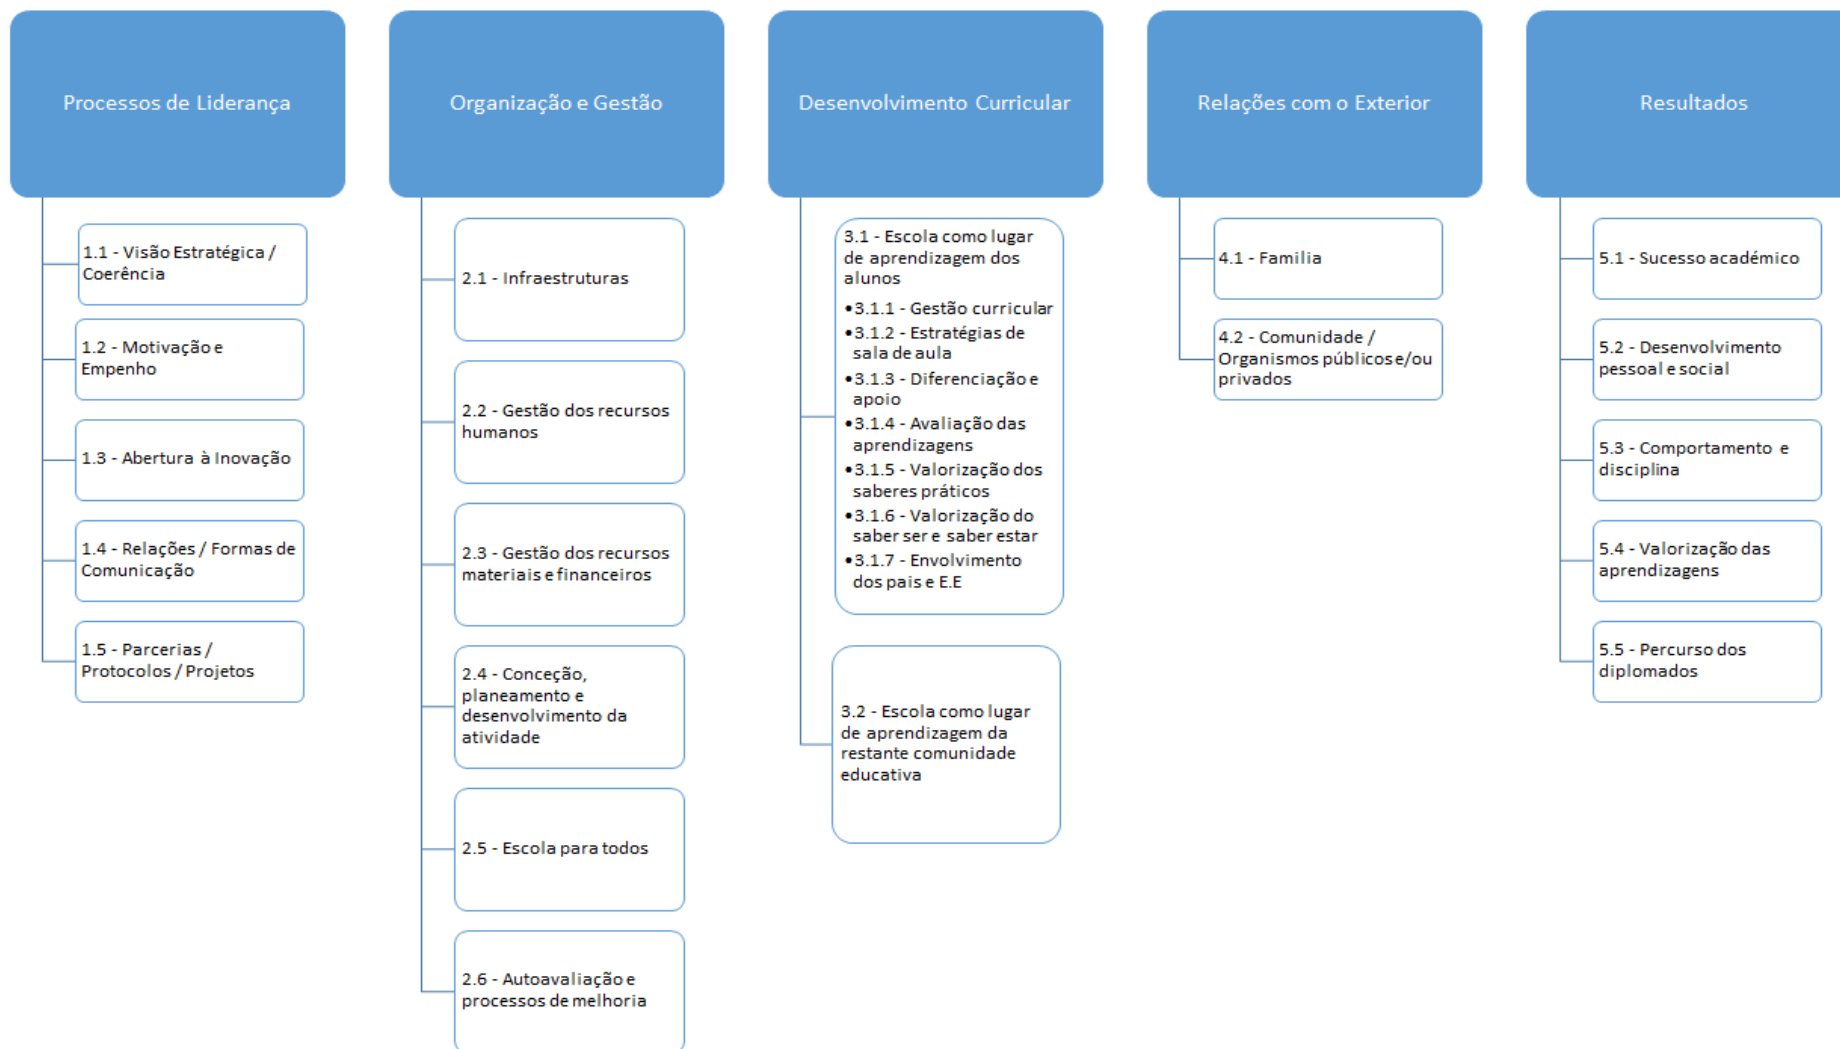 Processos de Liderança
1.1 - Visão Estratégica /
Coerência
1.2 - Motivação e
Empenho
1.3 - Abertura à Inovação
1.4 - Relações / Formas de
Comunicação
1.5 - Parcerias /
Protocolos / Projetos
Organização e Gestão
2.1 - Infraestruturas
2.2 - Gestão dos recursos
humanos
2.3 - Gestão dos recursos
materiais e financeiros
2.4 - Conceção,
planeamento e
desenvolvimento da
atividade
2.5 - Escola para todos
2.6 - Autoavaliação e
processos de melhoria
Desenvolvimento Curricular
3.1 - Escola como lugar
de aprendizagem dos
alunos
•3.1.1 - Gestão curricular
•3.1.2 - Estratégias de
sala de aula
•3.1.3 - Diferenciação e
apoio
•3.1.4 - Avaliação das
aprendizagens
•3.1.5 - Valorização dos
saberes práticos
•3.1.6 - Valorização do
saber ser e saber estar
•3.1.7 - Envolvimento
dos pais e E.E
3.2 - Escola como lugar
de aprendizagem da
restante comunidade
educativa
Relações com o Exterior
4.1 - Familia
4.2 - Comunidade /
Organismos públicos e/ou
privados
Resultados
5.1 - Sucesso académico
5.2 - Desenvolvimento
pessoal e social
5.3 - Comportamento e
disciplina
5.4 - Valorização das
aprendizagens
5.5 - Percurso dos
diplomados